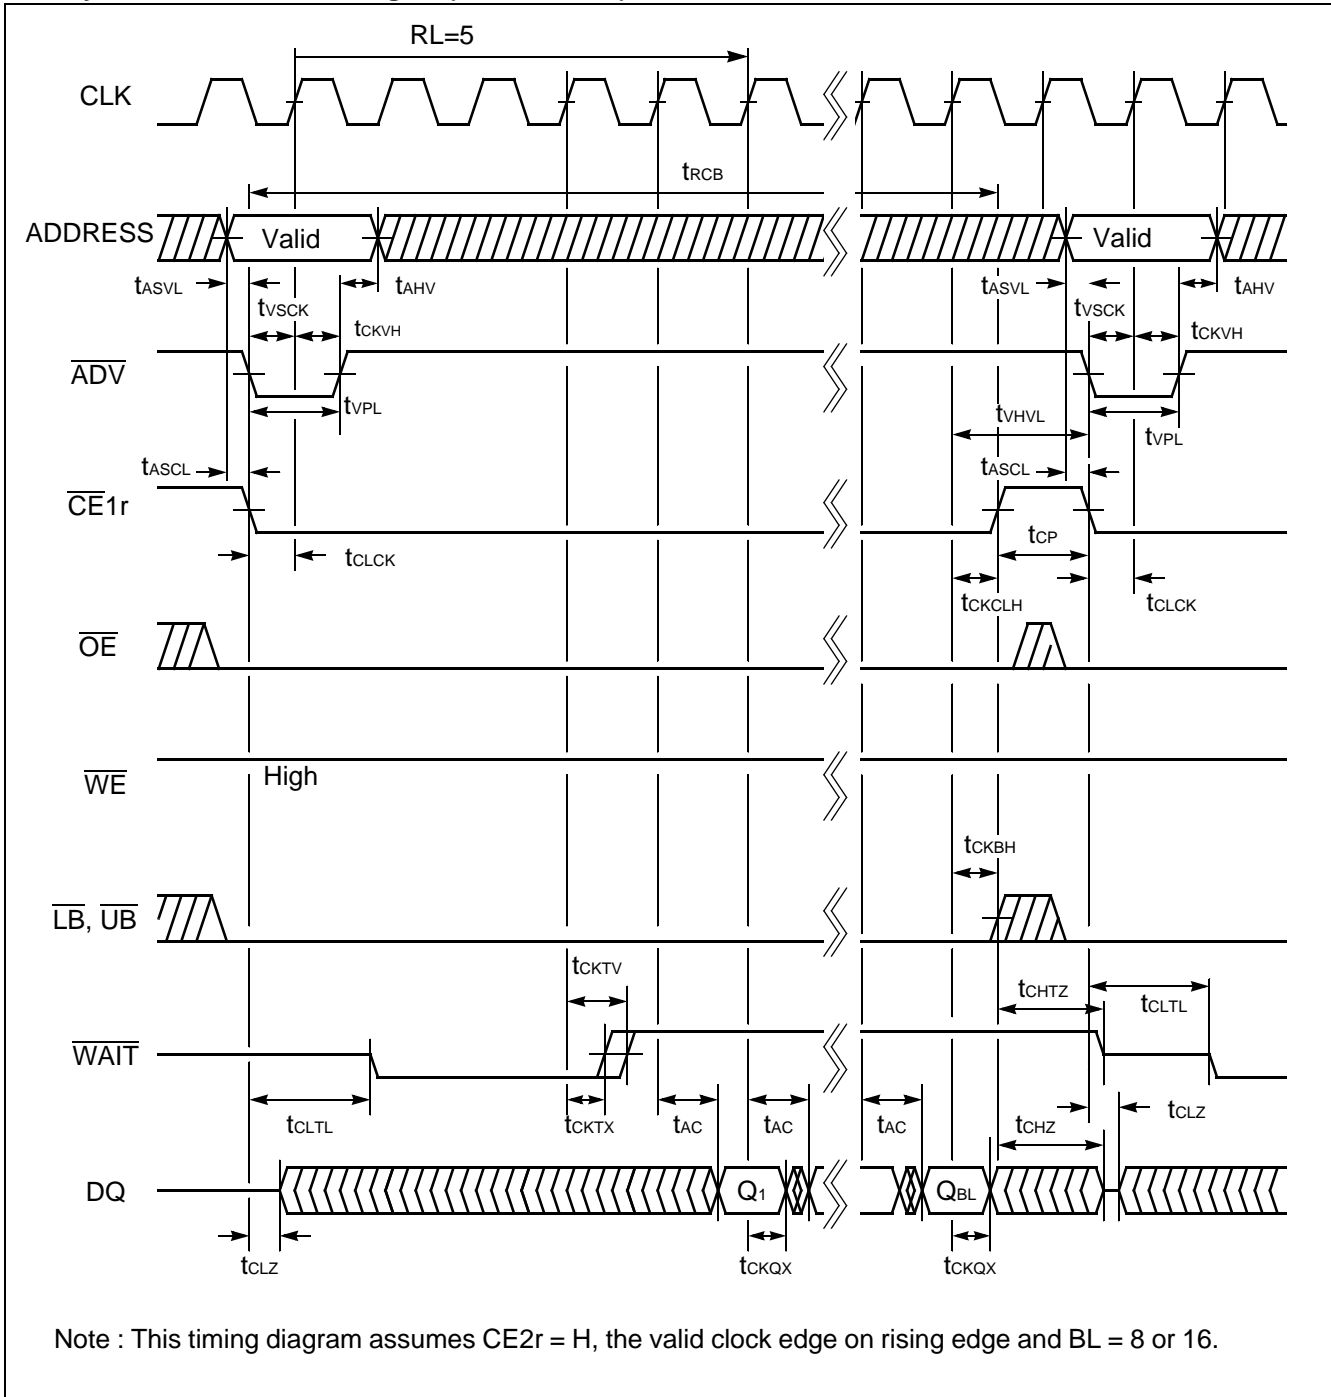 RL=5
CLK
tRCB
ADDRESS Valid Valid
tASVL tAHV tASVL tAHV
tVSCK tCKVH tVSCK tCKVH
ADV
tVPL tVHVL tVPL
tASCL tASCL
CE1r
tCP
tCLCK tCKCLH tCLCK
OE
WE High
tCKBH
LB, UB
tCKTV tCHTZ tCLTL
WAIT
tCLTL tCKTX tAC tAC tAC tCHZ tCLZ
DQ Q1 QBL
tCLZ tCKQX tCKQX
Note : This timing diagram assumes CE2r = H, the valid clock edge on rising edge and BL = 8 or 16.